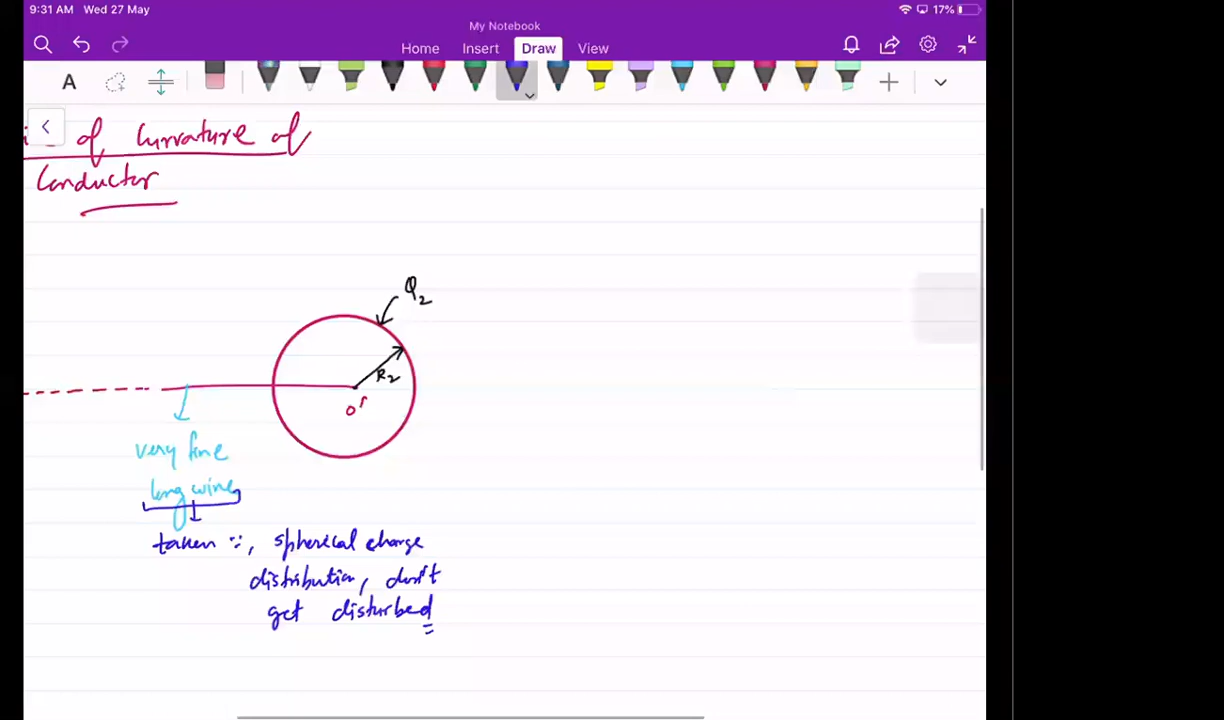 9:31 AM Wed 27 May
17%
My Notebook
Home Insert Draw View
A
of Curvature of
Conductor
Q2
R2
O'
very fine
long wire
taken ∵, spherical charge
distribution, don't
get disturbed